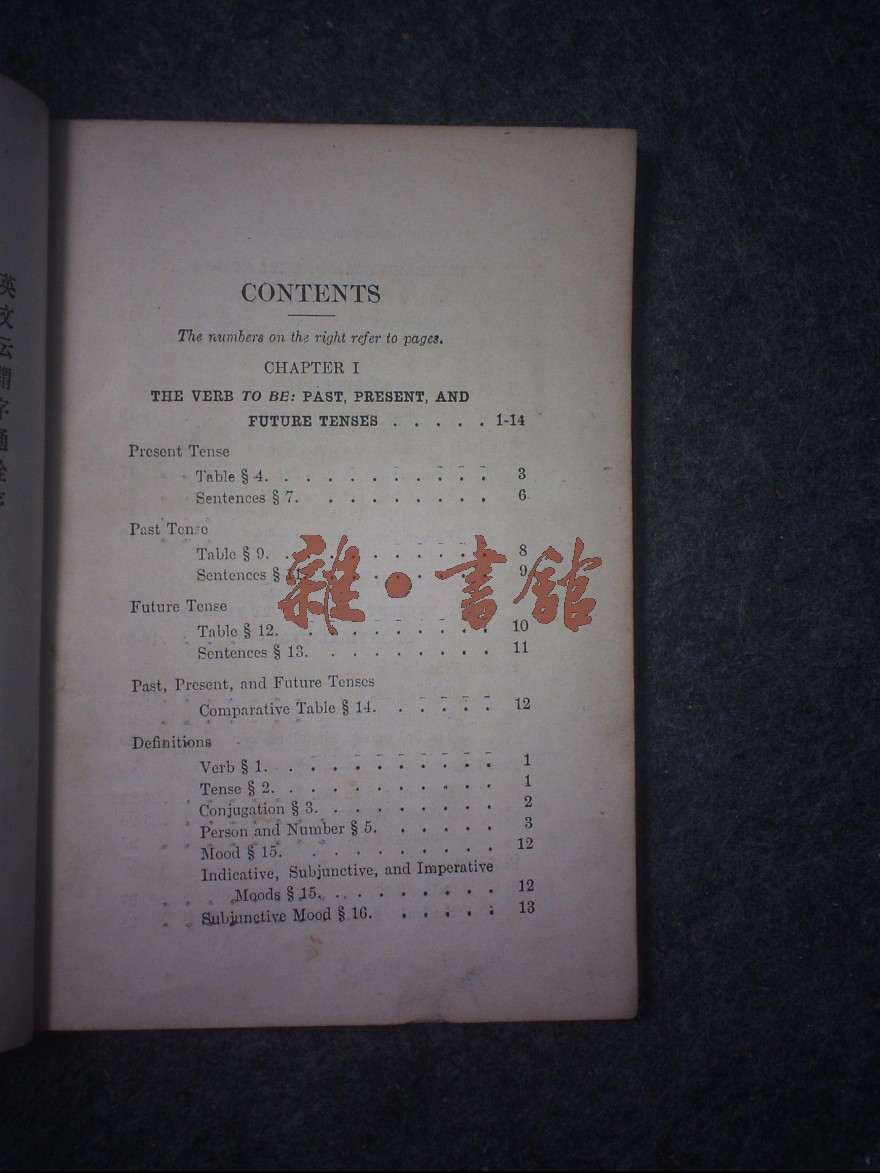 CONTENTS
The numbers on the right refer to pages.
CHAPTER I
THE VERB TO BE: PAST, PRESENT, AND
FUTURE TENSES . . . . . 1-14
Present Tense
Table § 4. . . . . . . . . . . 3
Sentences § 7. . . . . . . . . 6
Past Tense
Table § 9. . . . . . . . . . . 8
Sentences § 11. . . . . . . . . 9
Future Tense
Table § 12. . . . . . . . . . 10
Sentences § 13. . . . . . . . . 11
Past, Present, and Future Tenses
Comparative Table § 14. . . . . . 12
Definitions
Verb § 1. . . . . . . . . . . 1
Tense § 2. . . . . . . . . . . 1
Conjugation § 3. . . . . . . . . 2
Person and Number § 5. . . . . . 3
Mood § 15. . . . . . . . . . 12
Indicative, Subjunctive, and Imperative
Moods § 15. . . . . . . . . 12
Subjunctive Mood § 16. . . . . . 13
雜·書館
英文云謂字通詮